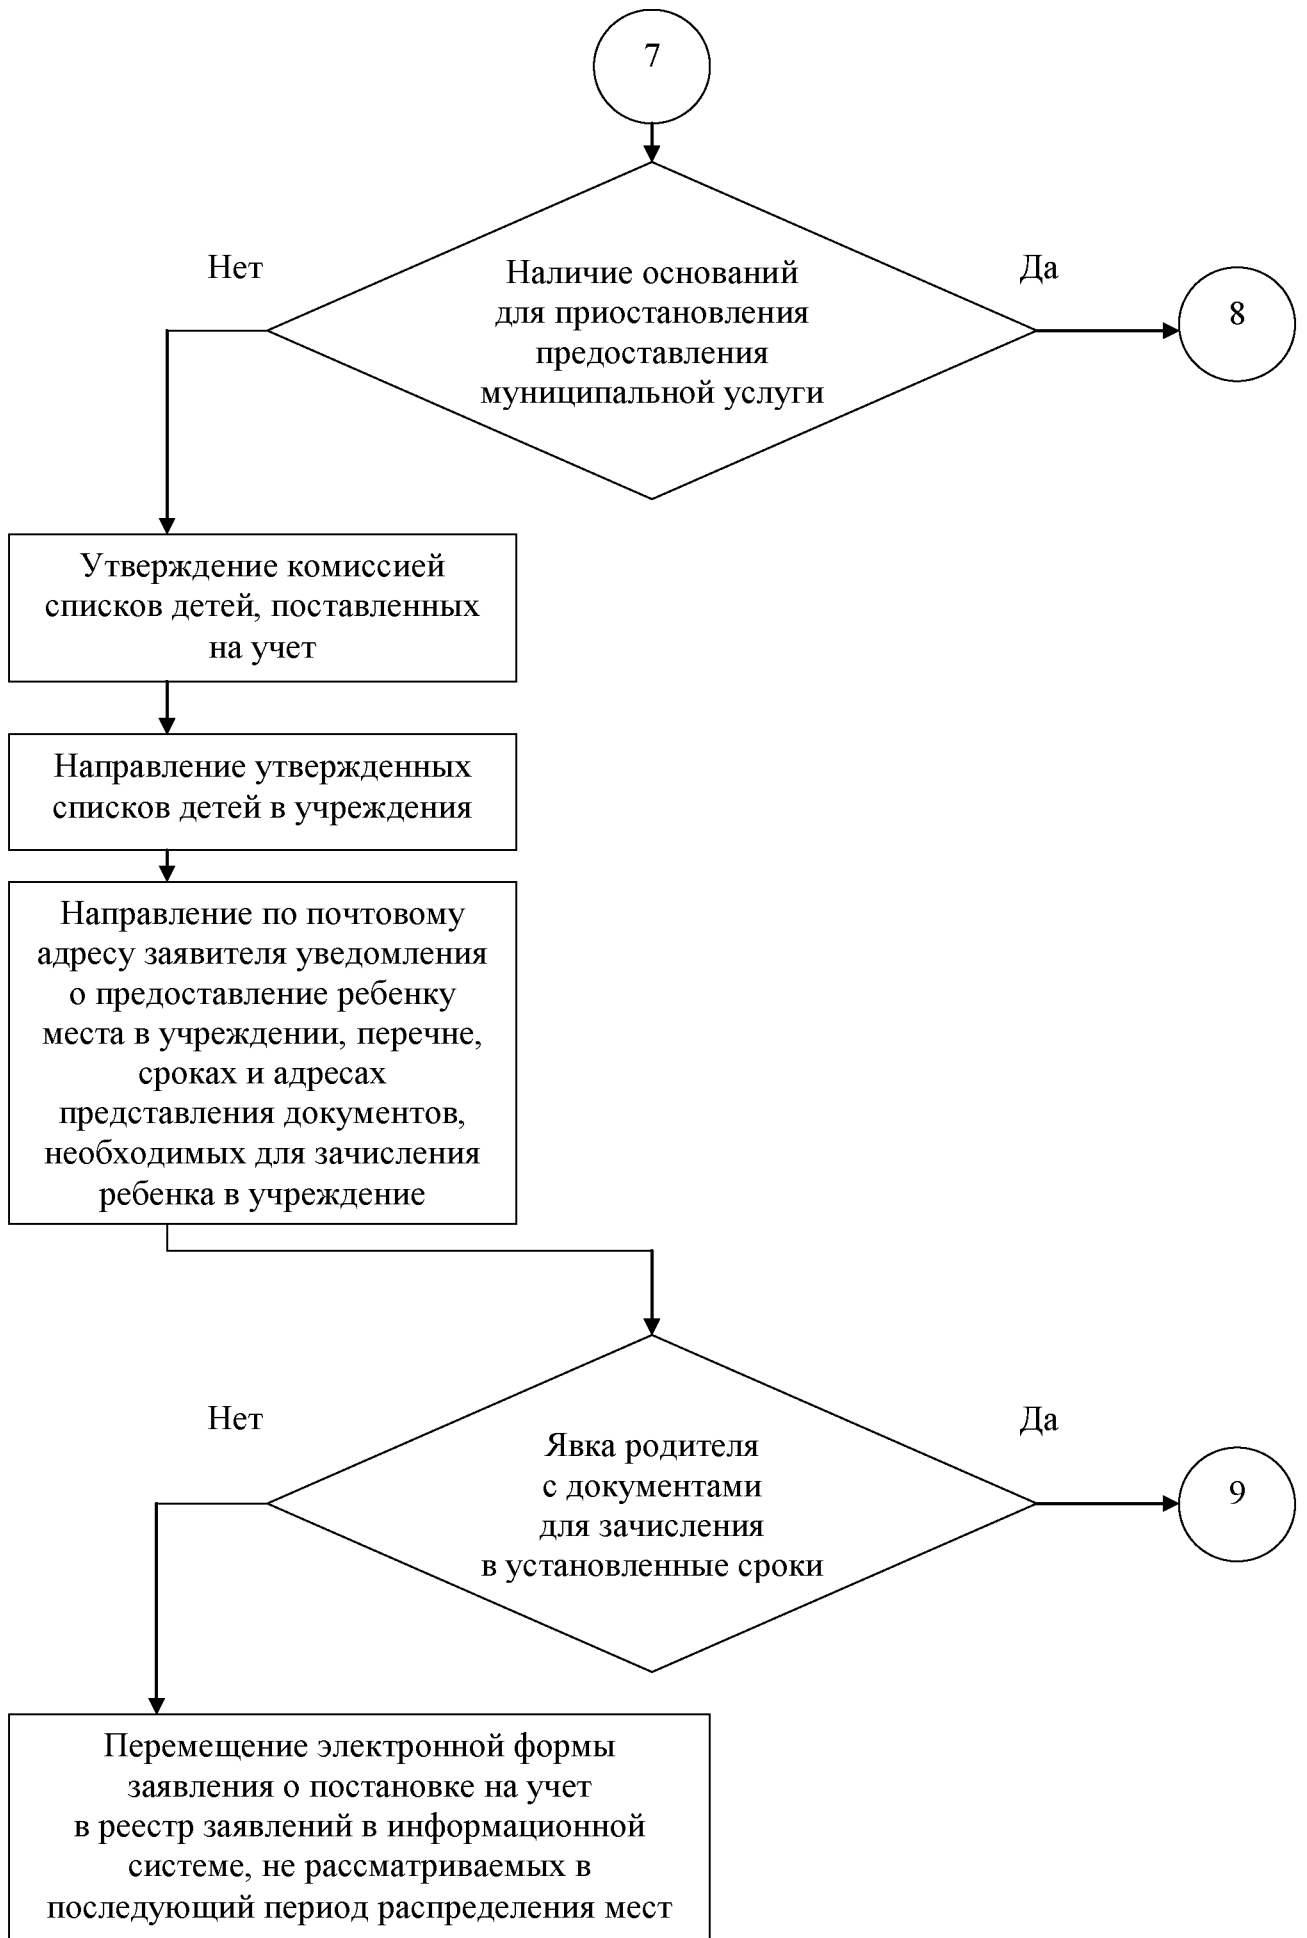 7
Нет
Да
Наличие оснований
для приостановления
предоставления
муниципальной услуги
8
Утверждение комиссией
списков детей, поставленных
на учет
Направление утвержденных
списков детей в учреждения
Направление по почтовому
адресу заявителя уведомления
о предоставление ребенку
места в учреждении, перечне,
сроках и адресах
представления документов,
необходимых для зачисления
ребенка в учреждение
Нет
Да
Явка родителя
с документами
для зачисления
в установленные сроки
9
Перемещение электронной формы
заявления о постановке на учет
в реестр заявлений в информационной
системе, не рассматриваемых в
последующий период распределения мест